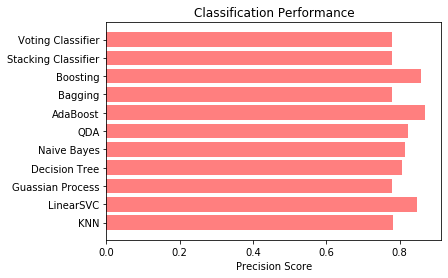 Classification Performance
Voting Classifier
Stacking Classifier
Boosting
Bagging
AdaBoost
QDA
Naive Bayes
Decision Tree
Guassian Process
LinearSVC
KNN
0.0 0.2 0.4 0.6 0.8
Precision Score